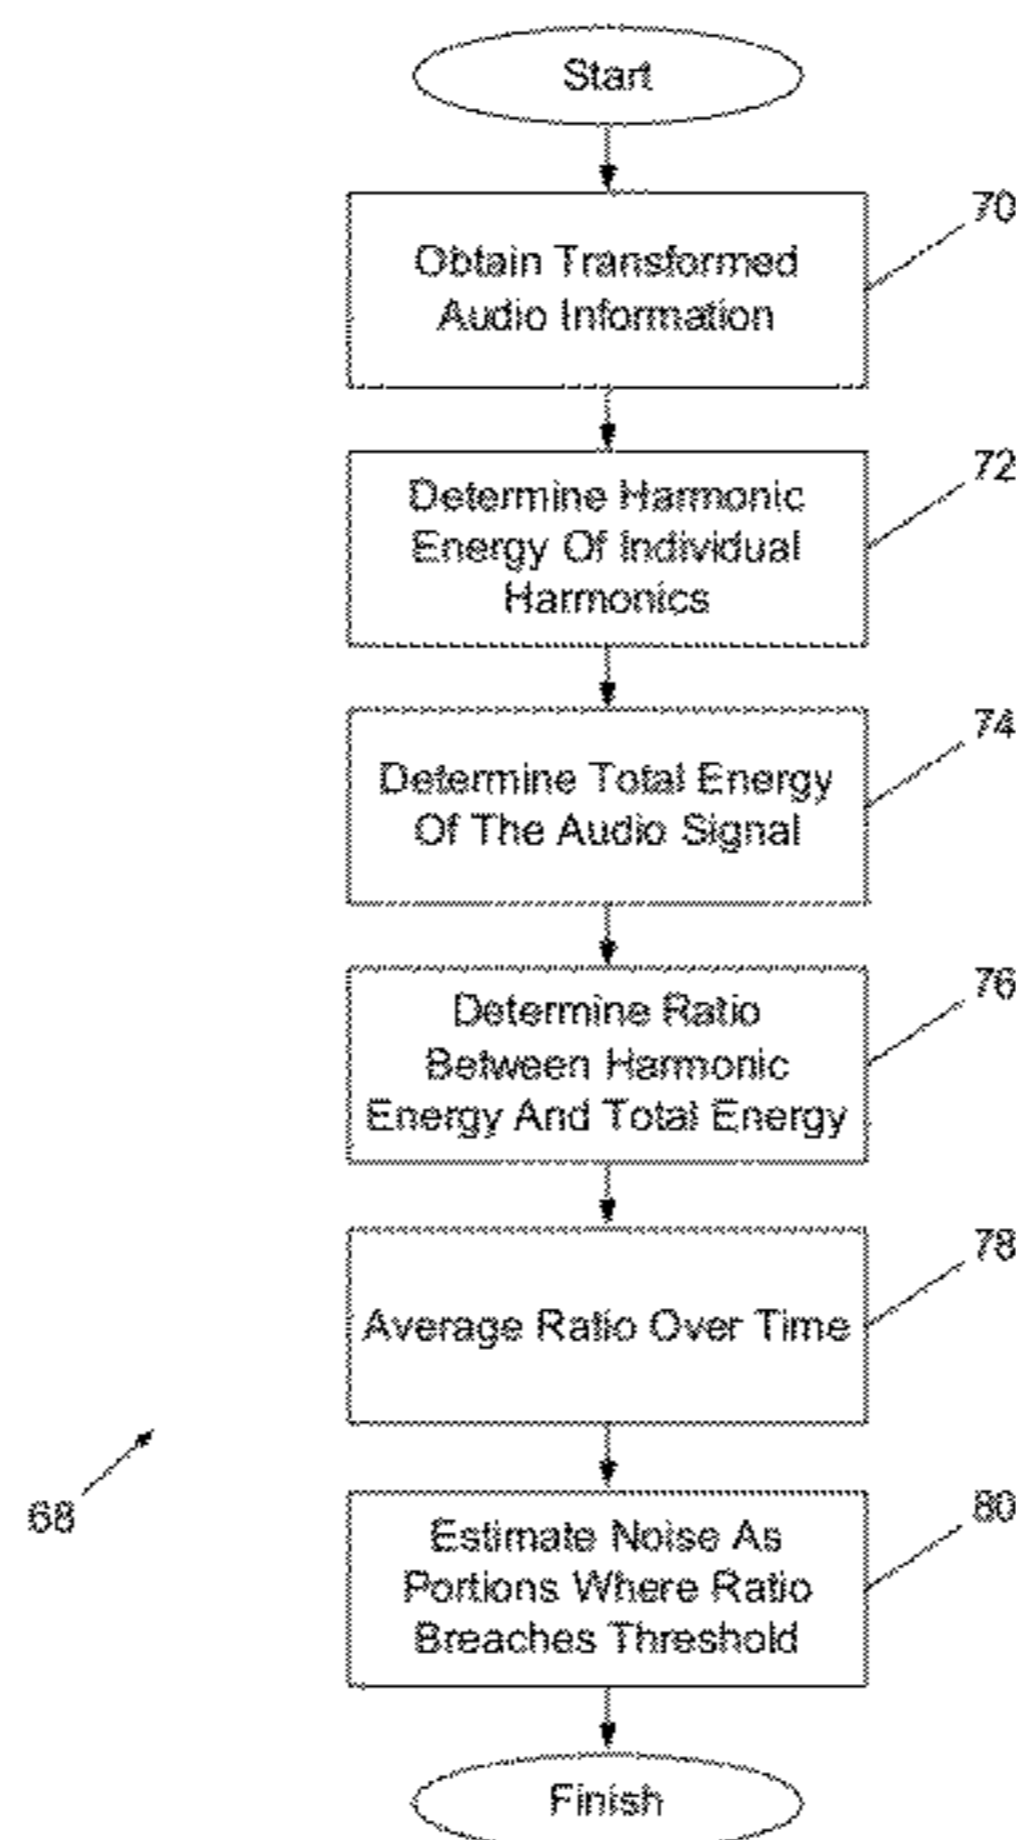 Start
70
Obtain Transformed
Audio Information
72
Determine Harmonic
Energy Of Individual
Harmonics
74
Determine Total Energy
Of The Audio Signal
76
Determine Ratio
Between Harmonic
Energy And Total Energy
78
Average Ratio Over Time
68
80
Estimate Noise As
Portions Where Ratio
Breaches Threshold
Finish